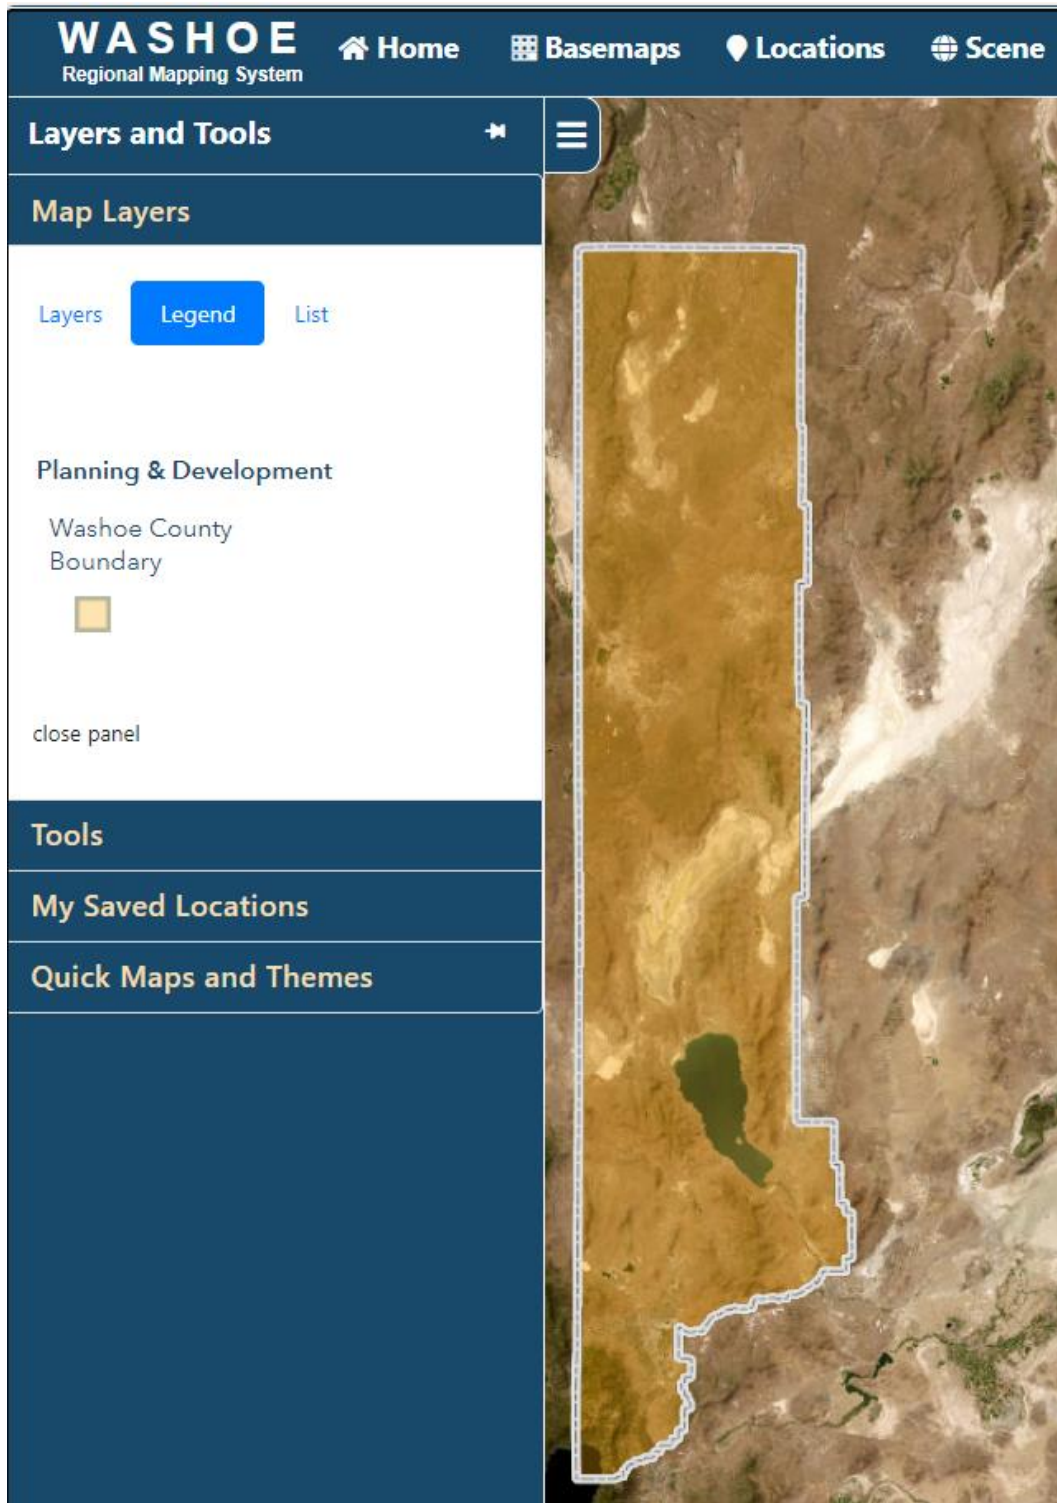 WASHOE
Regional Mapping System
Home
Basemaps
Locations
Scene
Layers and Tools
Map Layers
Layers
Legend
List
Planning & Development
Washoe County
Boundary
close panel
Tools
My Saved Locations
Quick Maps and Themes